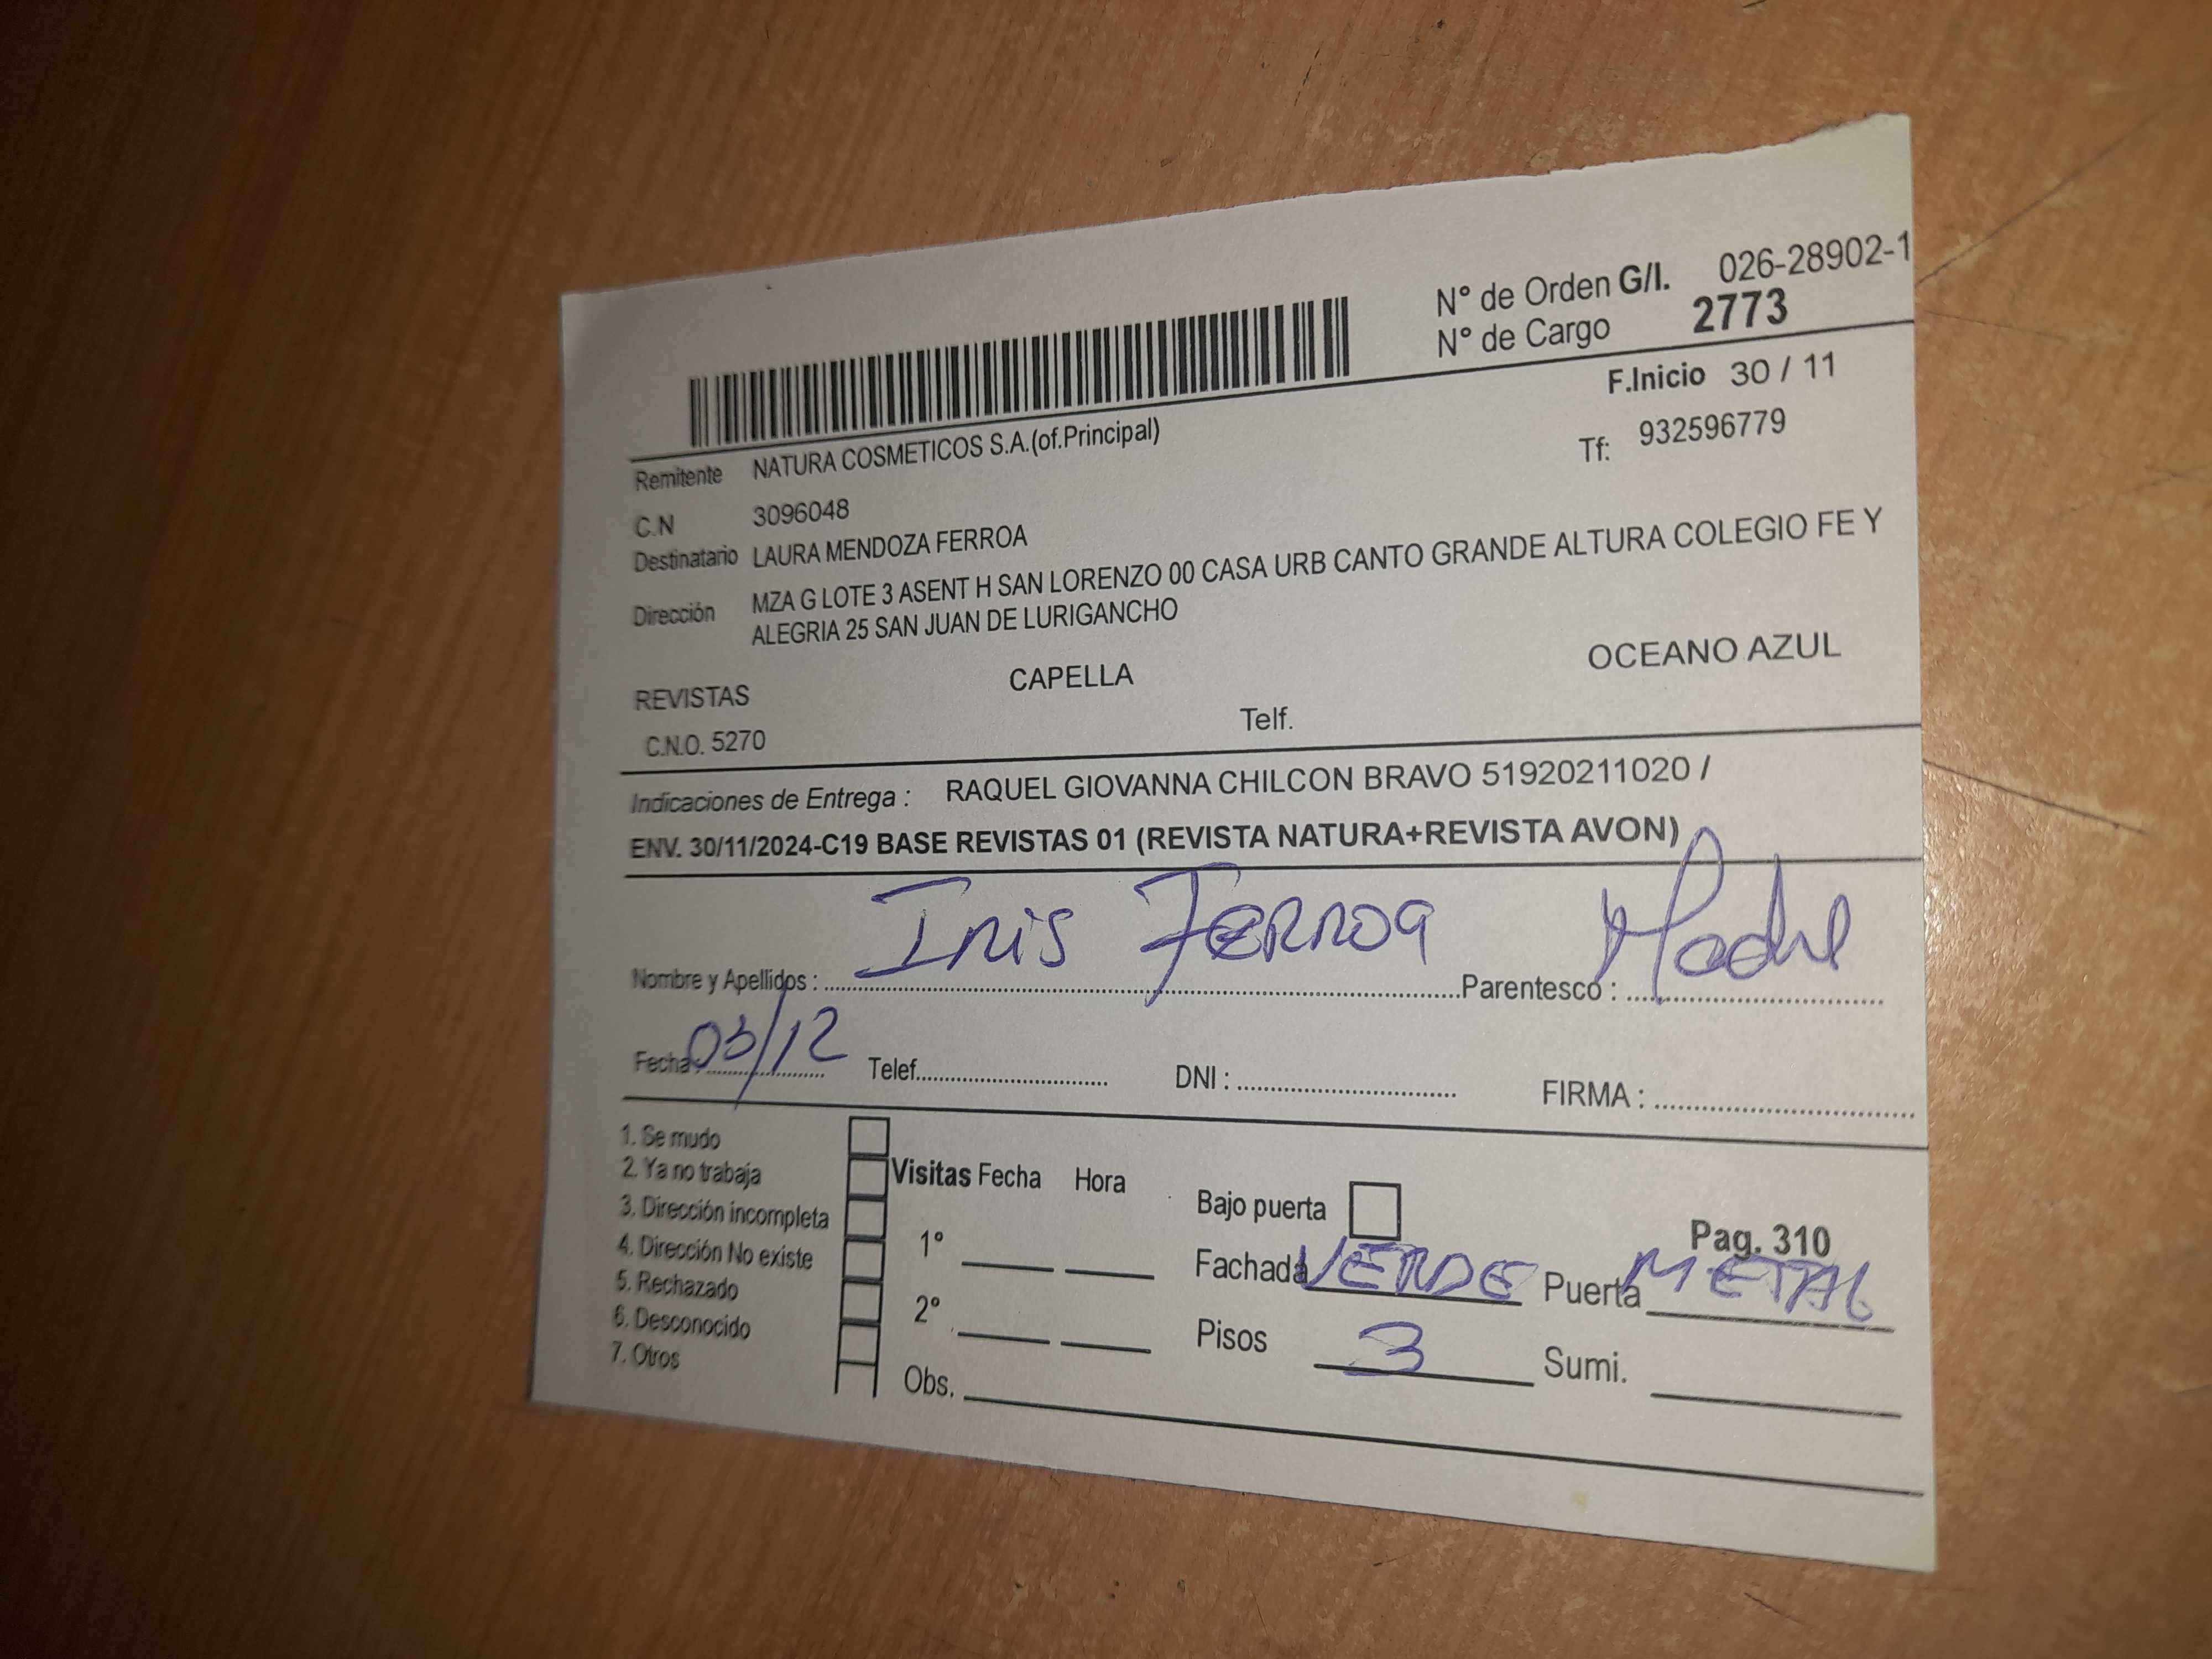 N° de Orden G/I. 026-28902-1
N° de Cargo 2773
F.Inicio 30 / 11
Remitente NATURA COSMETICOS S.A.(of.Principal) Tf: 932596779
C.N 3096048
Destinatario LAURA MENDOZA FERROA
Dirección MZA G LOTE 3 ASENT H SAN LORENZO 00 CASA URB CANTO GRANDE ALTURA COLEGIO FE Y
ALEGRIA 25 SAN JUAN DE LURIGANCHO
REVISTAS CAPELLA OCEANO AZUL
C.N.O. 5270 Telf.
Indicaciones de Entrega : RAQUEL GIOVANNA CHILCON BRAVO 51920211020 /
ENV. 30/11/2024-C19 BASE REVISTAS 01 (REVISTA NATURA+REVISTA AVON)
Nombre y Apellidos : Iris Ferroa Parentesco : Madre
Fecha : 03/12 Telef. DNI : FIRMA :
1. Se mudo
2. Ya no trabaja Visitas Fecha Hora
3. Dirección incompleta Bajo puerta
4. Dirección No existe 1° Pag. 310
5. Rechazado Fachada VERDE Puerta METAL
6. Desconocido 2° Pisos 3 Sumi.
7. Otros Obs.